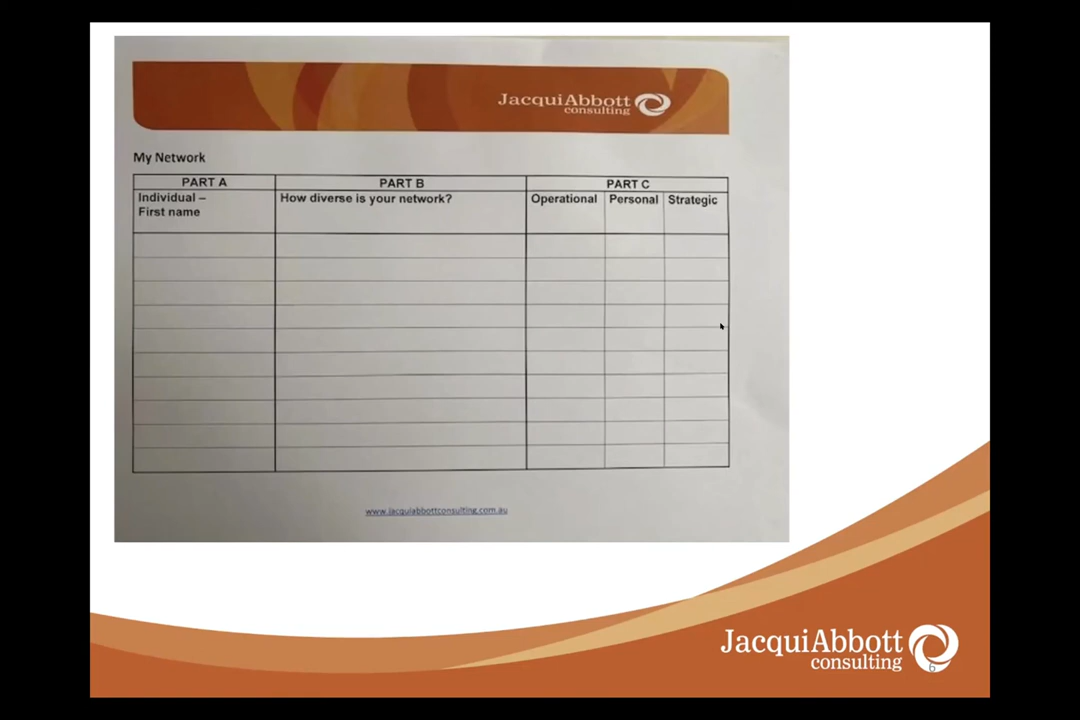 JacquiAbbott
consulting
My Network
PART A PART B PART C
Individual – How diverse is your network? Operational Personal Strategic
First name
www.jacquiabbottconsulting.com.au
JacquiAbbott
consulting
6